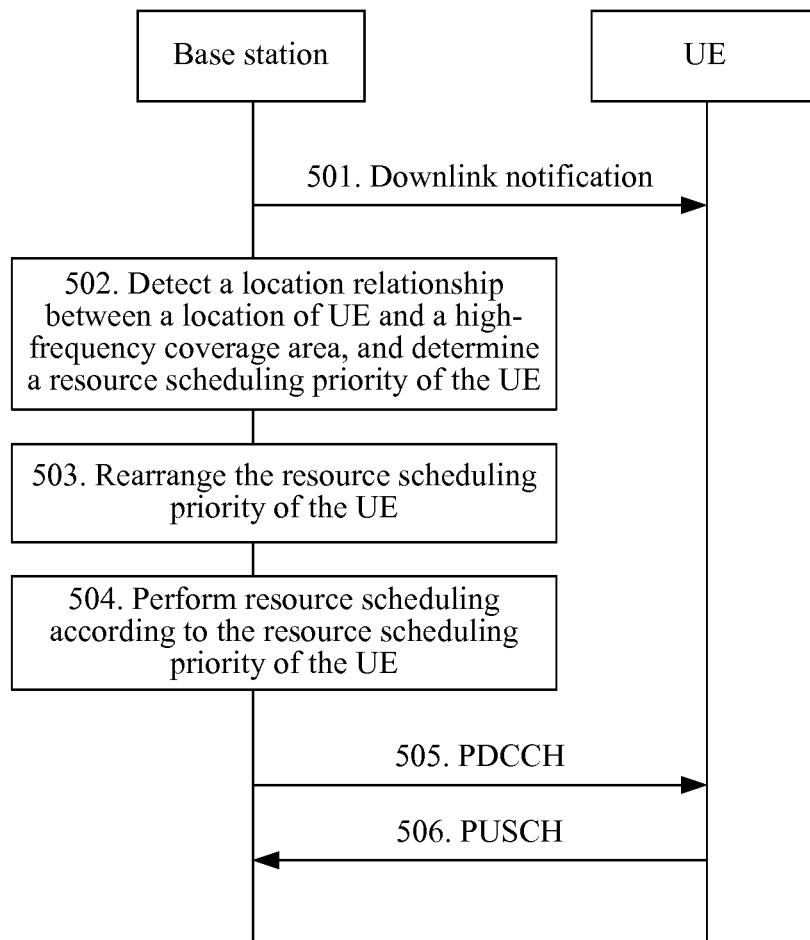 Base station
UE
501. Downlink notification
502. Detect a location relationship
between a location of UE and a high-
frequency coverage area, and determine
a resource scheduling priority of the UE
503. Rearrange the resource scheduling
priority of the UE
504. Perform resource scheduling
according to the resource scheduling
priority of the UE
505. PDCCH
506. PUSCH